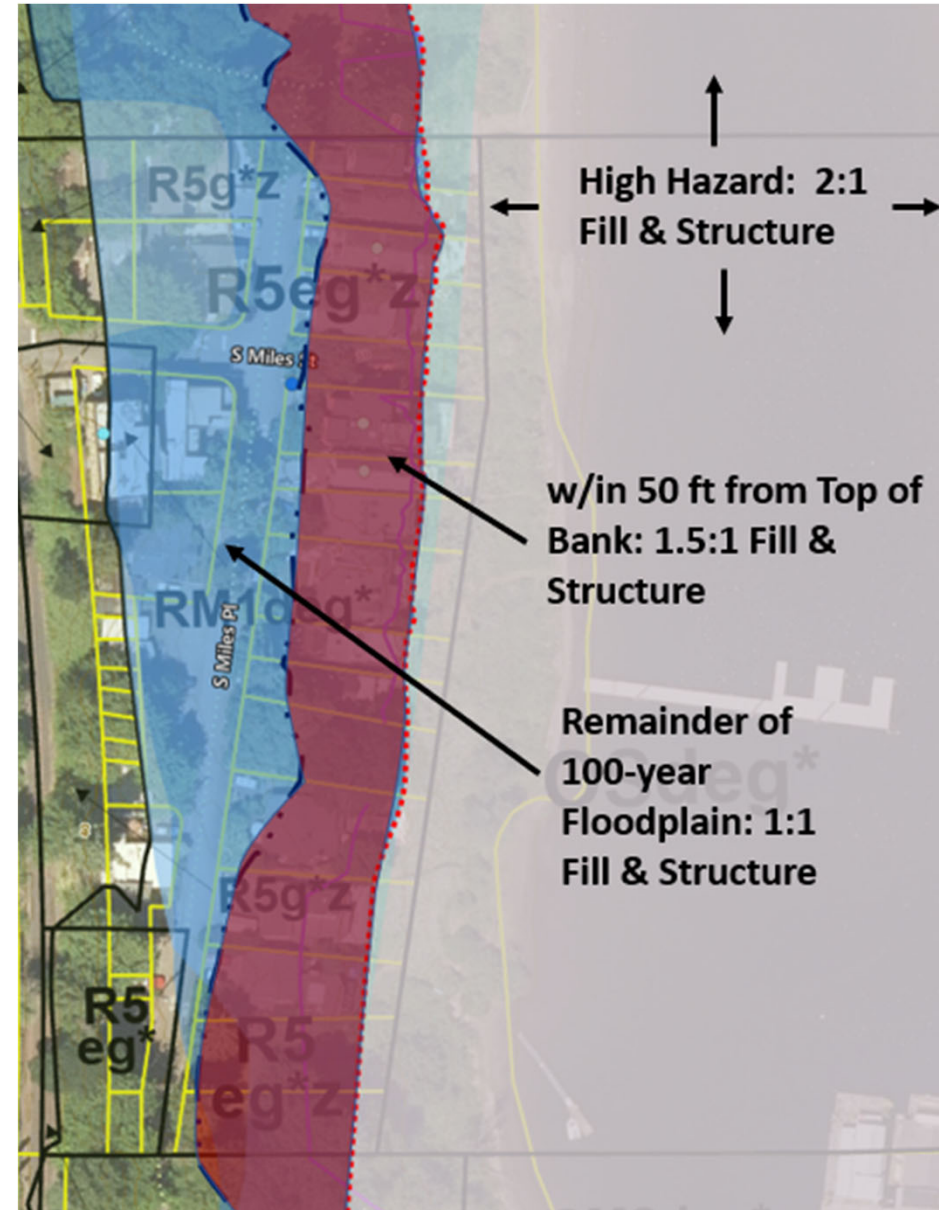 High Hazard: 2:1
Fill & Structure
R5g*z
R5eg*z
S Miles St
w/in 50 ft from Top of
Bank: 1.5:1 Fill &
Structure
RM1deg*
S Miles Pl
Remainder of
100-year
Floodplain: 1:1
Fill & Structure
OSdeg*
R5g*z
R5
eg*
R5
eg*z